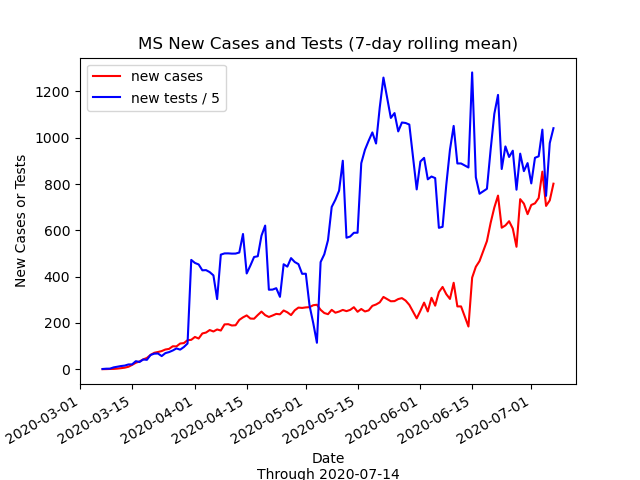 MS New Cases and Tests (7-day rolling mean)
new cases
new tests / 5
New Cases or Tests
1200
1000
800
600
400
200
0
2020-03-01
2020-03-15
2020-04-01
2020-04-15
2020-05-01
2020-05-15
2020-06-01
2020-06-15
2020-07-01
Date
Through 2020-07-14